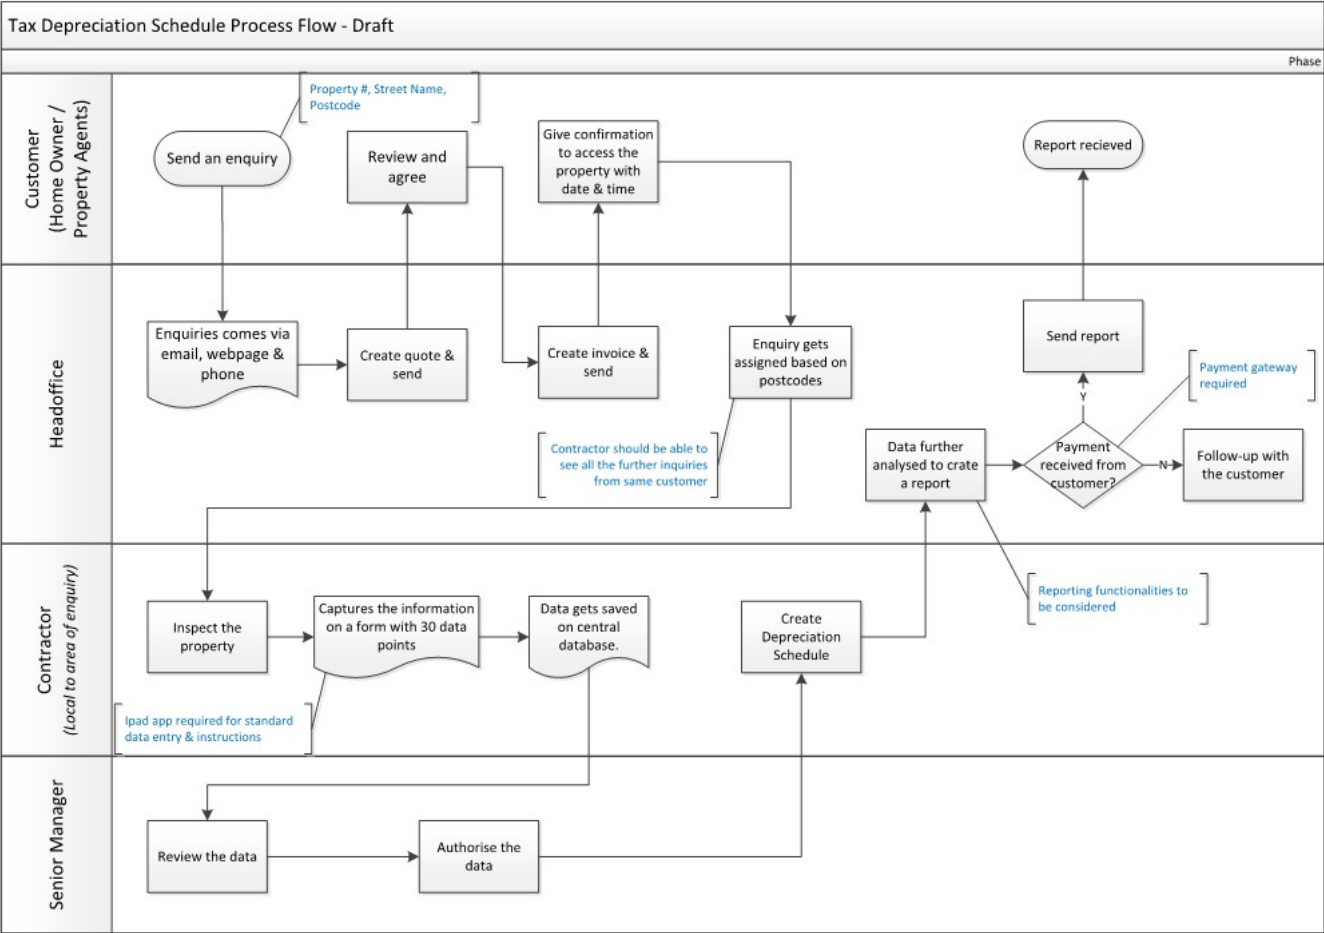 Tax Depreciation Schedule Process Flow - Draft
Phase
Customer
(Home Owner /
Property Agents)
Property #, Street Name,
Postcode
Send an enquiry
Review and
agree
Give confirmation
to access the
property with
date & time
Report recieved
Headoffice
Enquiries comes via
email, webpage &
phone
Create quote &
send
Create invoice &
send
Enquiry gets
assigned based on
postcodes
Contractor should be able to
see all the further inquiries
from same customer
Data further
analysed to crate
a report
Payment
received from
customer?
Y
N
Send report
Payment gateway
required
Follow-up with
the customer
Reporting functionalities to
be considered
Contractor
(Local to area of enquiry)
Inspect the
property
Captures the information
on a form with 30 data
points
Data gets saved
on central
database.
Create
Depreciation
Schedule
Ipad app required for standard
data entry & instructions
Senior Manager
Review the data
Authorise the
data